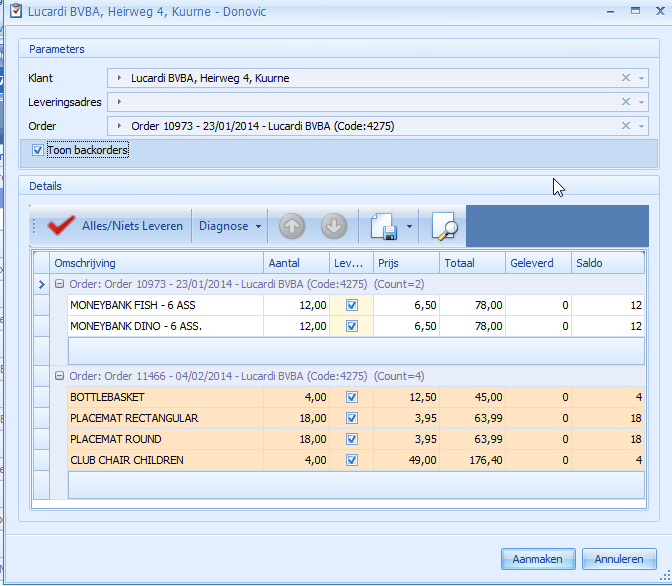 Lucardi BVBA, Heirweg 4, Kuurne - Donovic
Parameters
Klant Lucardi BVBA, Heirweg 4, Kuurne
Leveringsadres
Order Order 10973 - 23/01/2014 - Lucardi BVBA (Code:4275)
Toon backorders
Details
Alles/Niets Leveren Diagnose
Omschrijving Aantal Lev... Prijs Totaal Geleverd Saldo
Order: Order 10973 - 23/01/2014 - Lucardi BVBA (Code:4275) (Count=2)
MONEYBANK FISH - 6 ASS 12,00 6,50 78,00 0 12
MONEYBANK DINO - 6 ASS. 12,00 6,50 78,00 0 12
Order: Order 11466 - 04/02/2014 - Lucardi BVBA (Code:4275) (Count=4)
BOTTLEBASKET 4,00 12,50 45,00 0 4
PLACEMAT RECTANGULAR 18,00 3,95 63,99 0 18
PLACEMAT ROUND 18,00 3,95 63,99 0 18
CLUB CHAIR CHILDREN 4,00 49,00 176,40 0 4
Aanmaken Annuleren